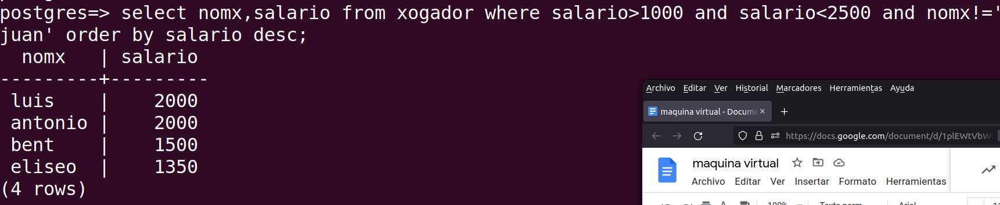 postgres=> select nomx,salario from xogador where salario>1000 and salario<2500 and nomx!='
juan' order by salario desc;
nomx | salario
---------+---------
luis | 2000
antonio | 2000
bent | 1500
eliseo | 1350
(4 rows)
Archivo Editar Ver Historial Marcadores Herramientas Ayuda
maquina virtual - Docume
https://docs.google.com/document/d/1plEWtVbW
maquina virtual
Archivo Editar Ver Insertar Formato Herramientas
100% Texto norm Arial